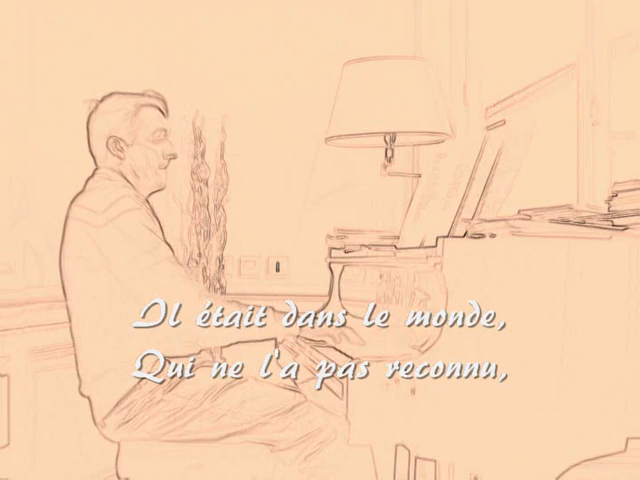 Il était dans le monde,
Qui ne l'a pas reconnu,